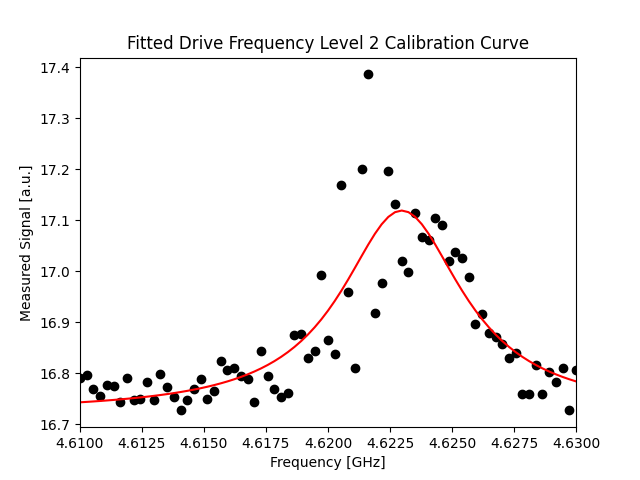 Fitted Drive Frequency Level 2 Calibration Curve
17.4
17.3
17.2
17.1
17.0
16.9
16.8
16.7
Measured Signal [a.u.]
4.6100 4.6125 4.6150 4.6175 4.6200 4.6225 4.6250 4.6275 4.6300
Frequency [GHz]